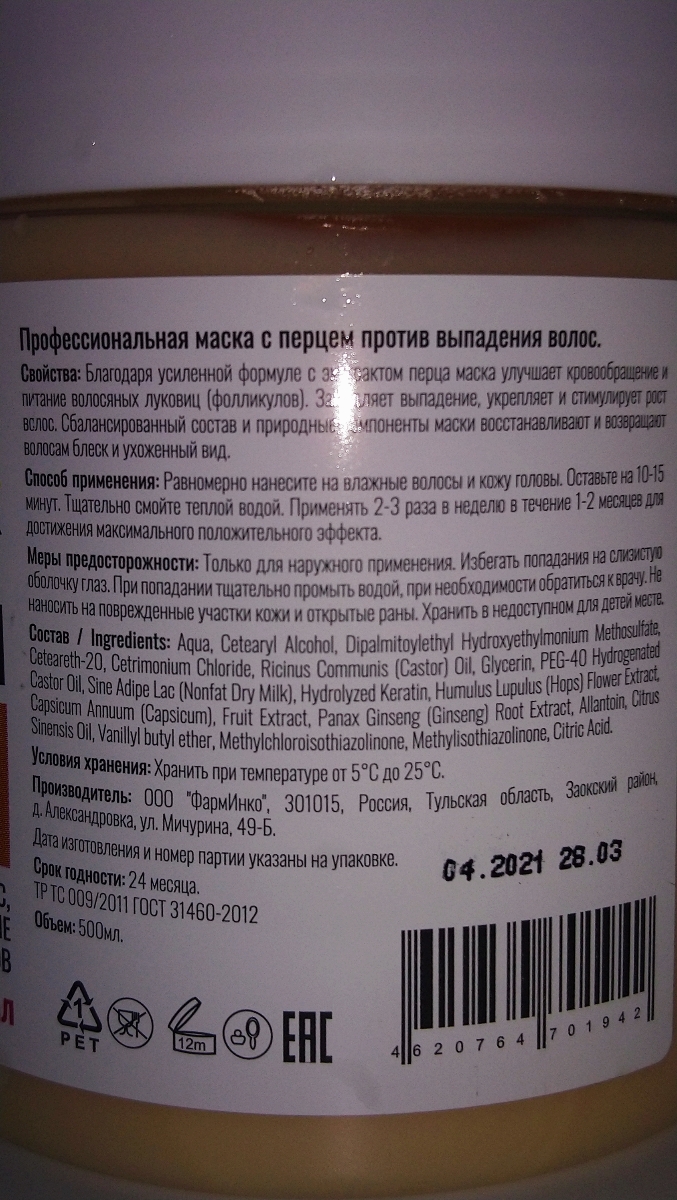 Профессиональная маска с перцем против выпадения волос.
Свойства: Благодаря усиленной формуле с перца маска улучшает кровообращение и
питание волосяных луковиц (фолликулов). выпадение, укрепляет и стимулирует рост
волос. Сбалансированный состав и природные маски восстанавливают и возвращают
волосам блеск и ухоженный вид.
Способ применения: Равномерно нанесите на влажные волосы и кожу головы. Оставьте на 10-15
минут. Тщательно смойте теплой водой. Применять 2-3 раза в неделю в течение 1-2 месяцев для
достижения максимального положительного эффекта.
Меры предосторожности: Только для наружного применения. Избегать попадания на слизистую
оболочку глаз. При попадании тщательно промыть водой, при необходимости обратиться к врачу. Не
наносить на поврежденные участки кожи и открытые раны. Хранить в недоступном для детей месте.
Состав / Ingredients: Aqua, Cetearyl Alcohol, Dipalmitoylethyl Hydroxyethylmonium Methosulfate,
Ceteareth-20, Cetrimonium Chloride, Ricinus Communis (Castor) Oil, Glycerin, PEG-40 Hydrogenated
Castor Oil, Sine Adipe Lac (Nonfat Dry Milk), Hydrolyzed Keratin, Humulus Lupulus (Hops) Flower Extract,
Capsicum Annuum (Capsicum), Fruit Extract, Panax Ginseng (Ginseng) Root Extract, Allantoin, Citrus
Sinensis Oil, Vanillyl butyl ether, Methylchloroisothiazolinone, Methylisothiazolinone, Citric Acid.
Условия хранения: Хранить при температуре от 5°C до 25°C.
Производитель: ООО "ФармИнко", 301015, Россия, Тульская область, Заокский район,
д. Александровка, ул. Мичурина, 49-Б.
Дата изготовления и номер партии указаны на упаковке.
04.2021 28.03
Срок годности: 24 месяца.
ТР ТС 009/2011 ГОСТ 31460-2012
Объем: 500мл.
1
PET
12m
EAC
4 620764 701942